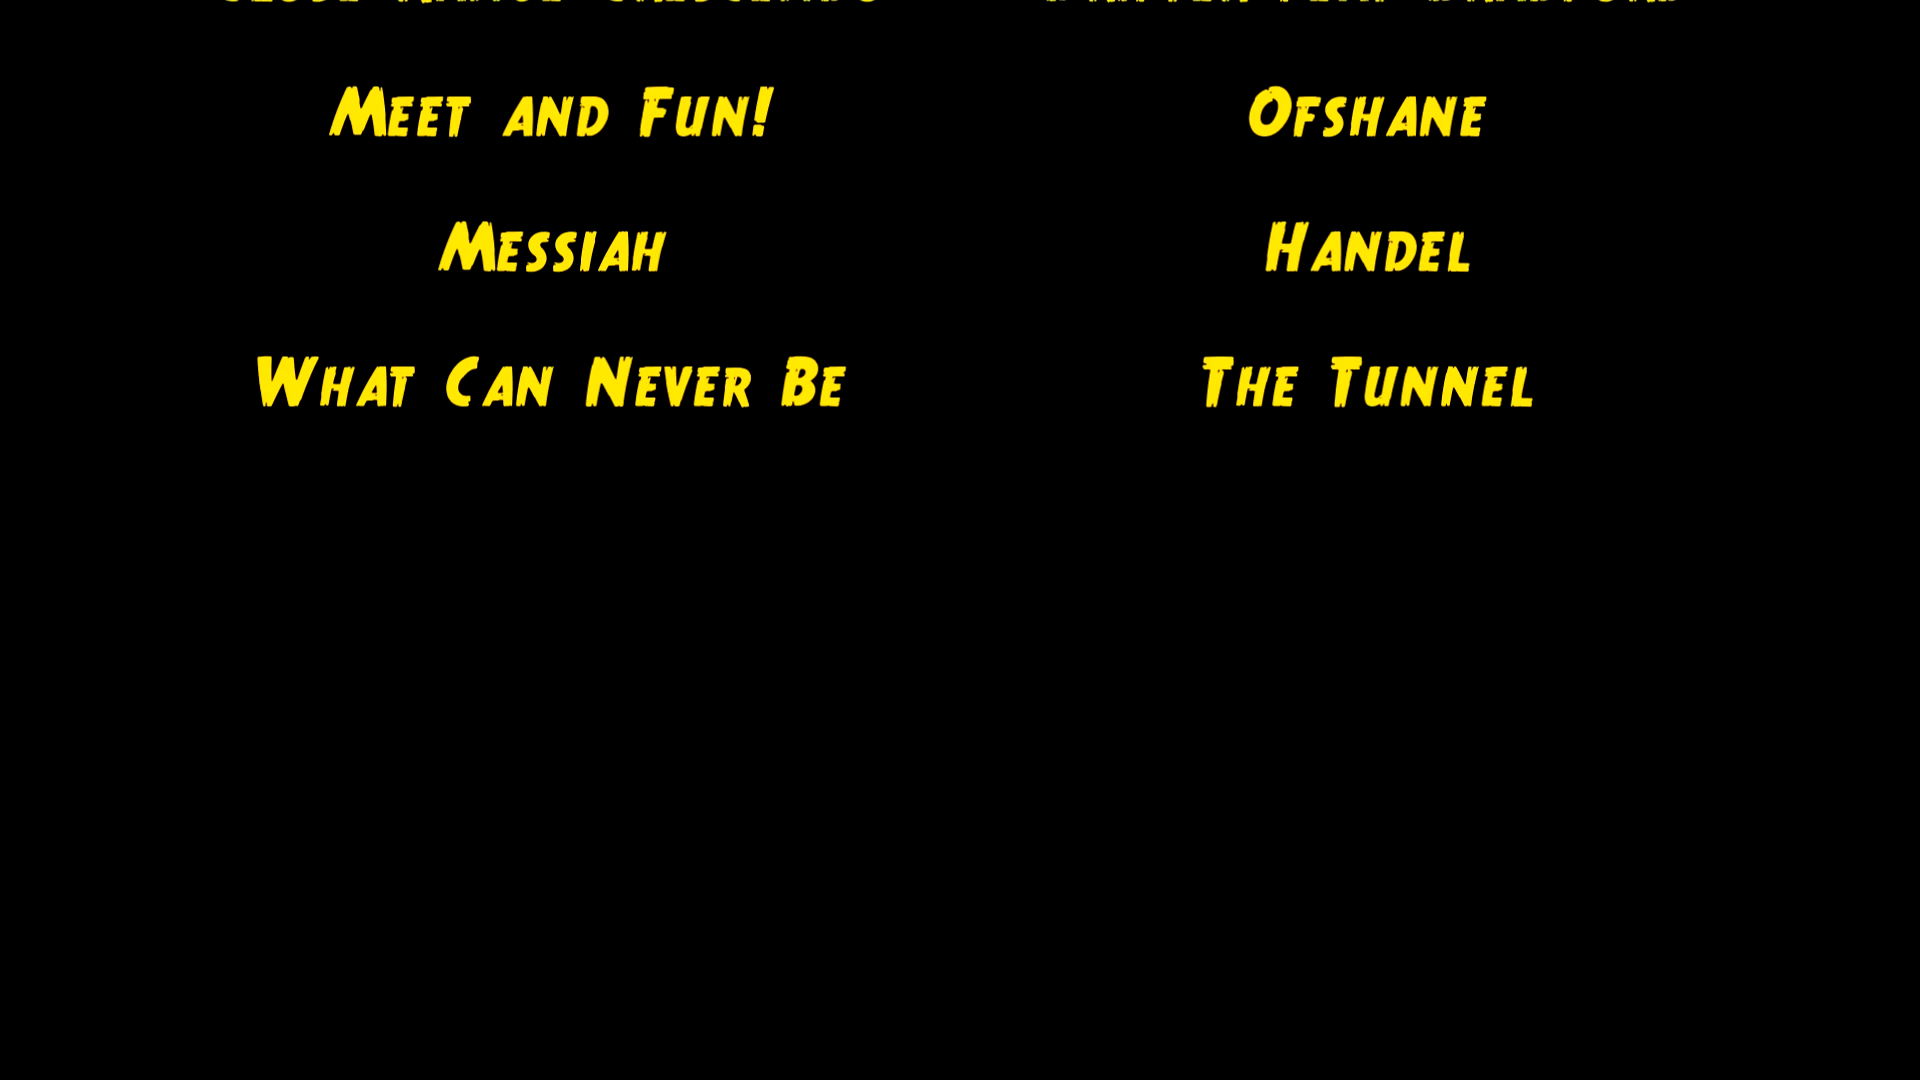 Meet and Fun! Ofshane
Messiah Handel
What Can Never Be The Tunnel